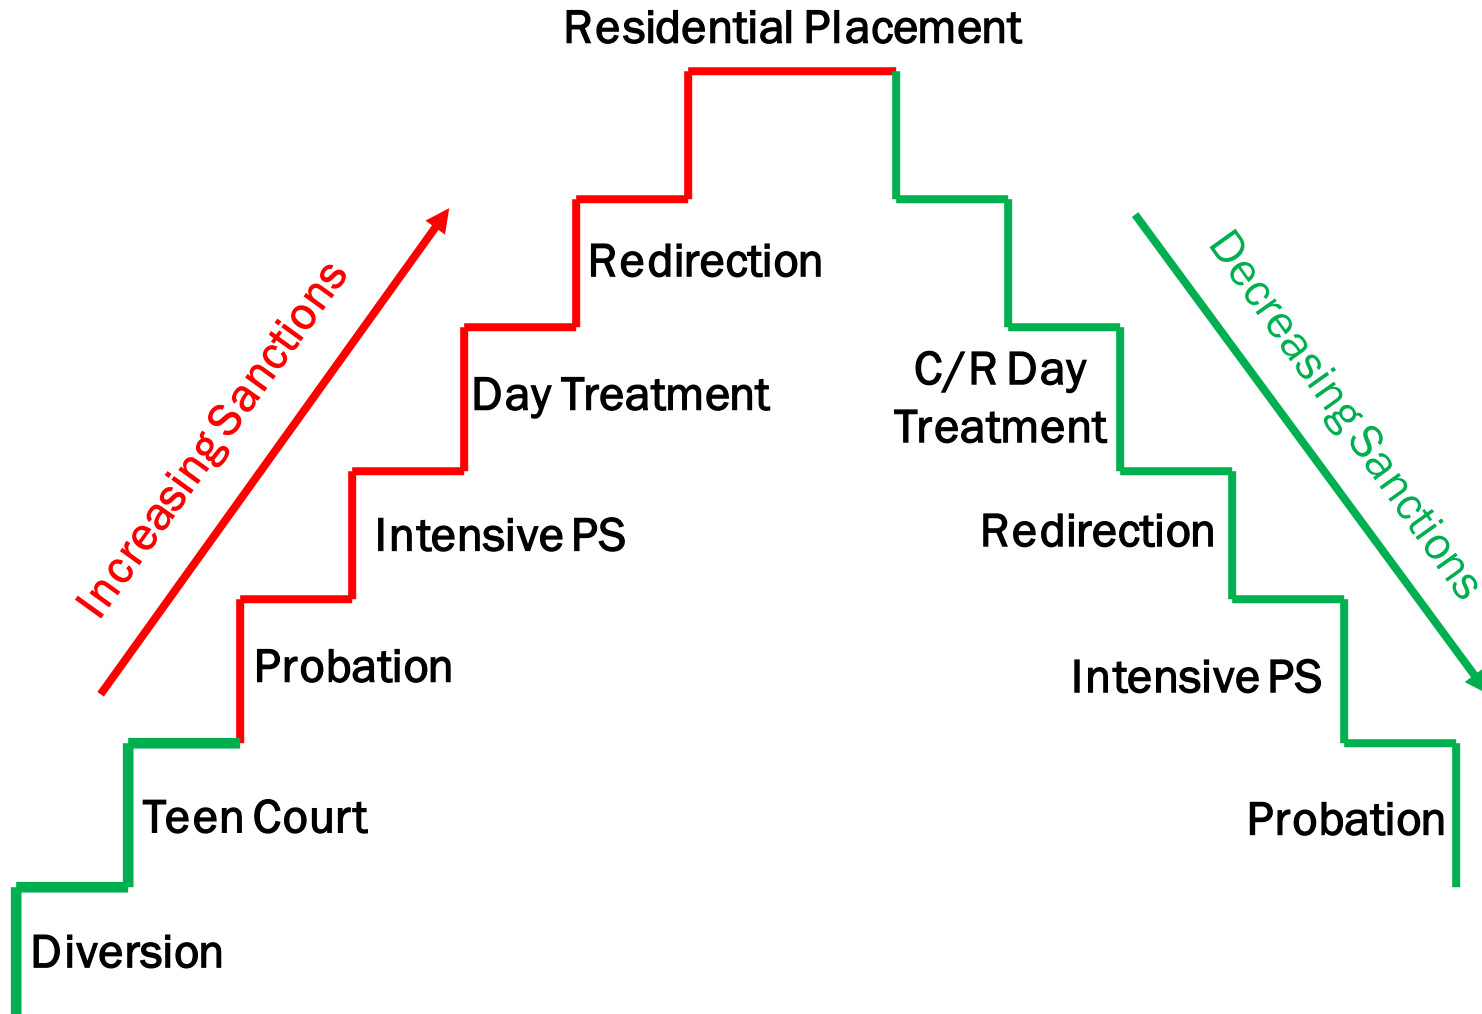 Residential Placement
Redirection
Day Treatment
Intensive PS
Probation
Teen Court
Diversion
Increasing Sanctions
C/R Day
Treatment
Redirection
Intensive PS
Probation
Decreasing Sanctions